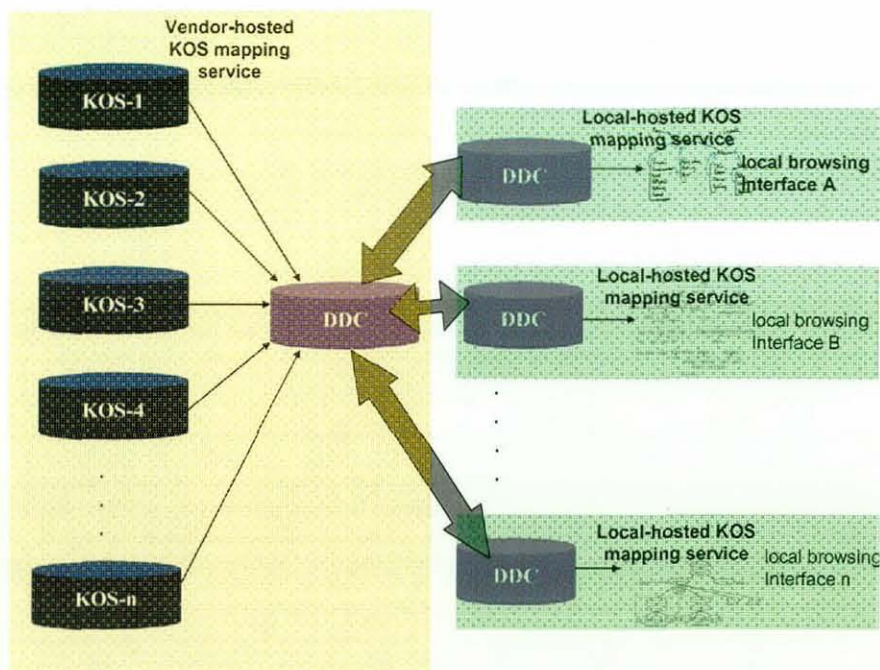 Vendor-hosted
KOS mapping
service
KOS-1
KOS-2
KOS-3
KOS-4
KOS-n
DDC
Local-hosted KOS
mapping service
DDC
local browsing
Interface A
Local-hosted KOS
mapping service
DDC
local browsing
Interface B
Local-hosted KOS
mapping service
DDC
local browsing
Interface n